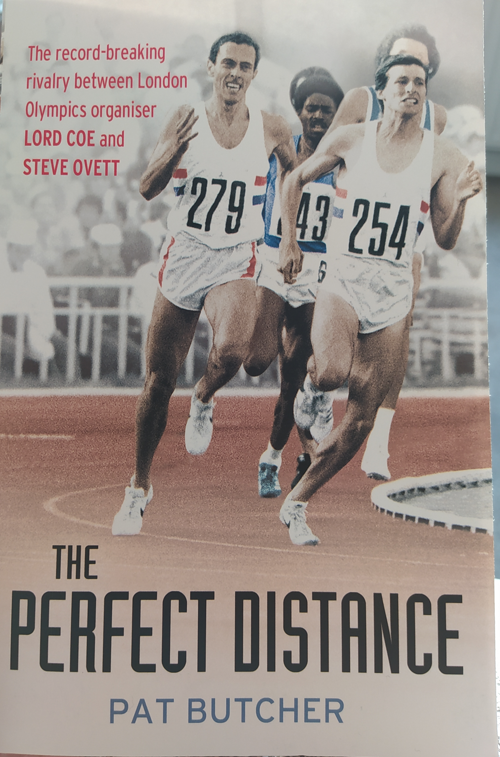 The record-breaking
rivalry between London
Olympics organiser
LORD COE and
STEVE OVETT
279
43
6
254
THE
PERFECT DISTANCE
PAT BUTCHER